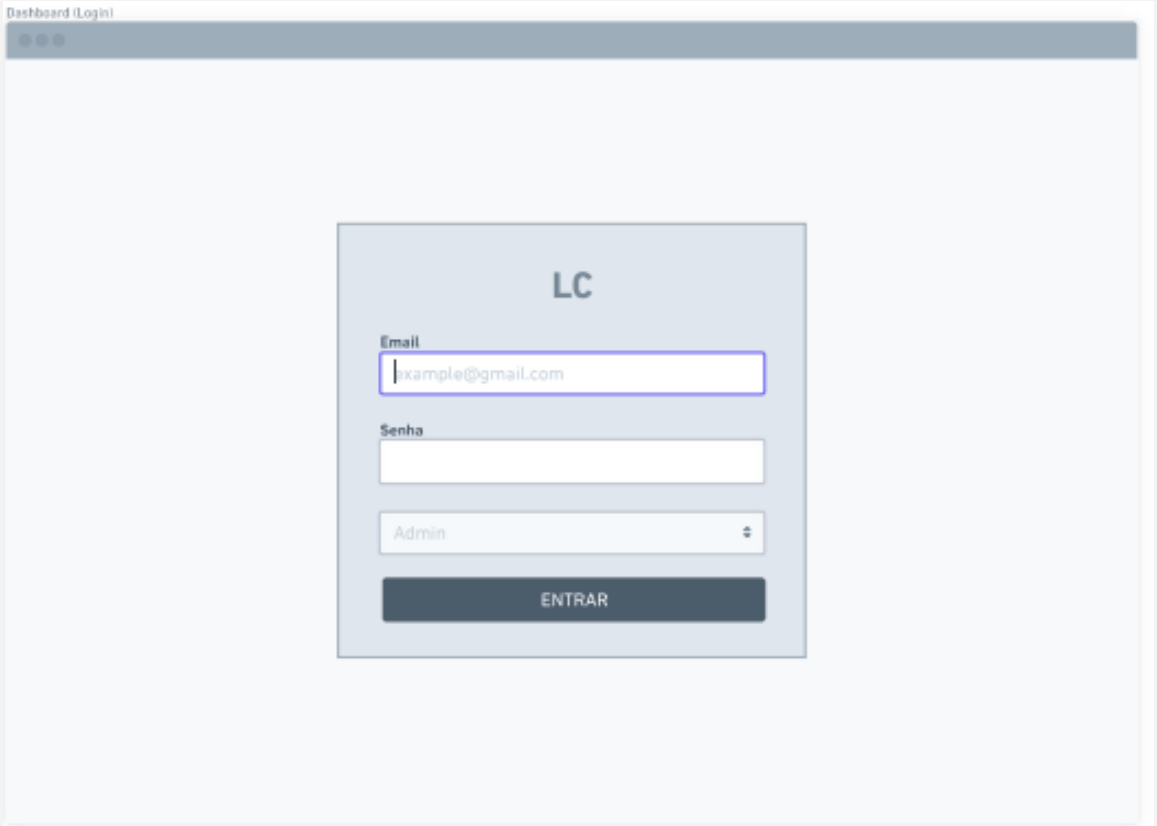 Dashboard (Login)
LC
Email
example@gmail.com
Senha
Admin
ENTRAR